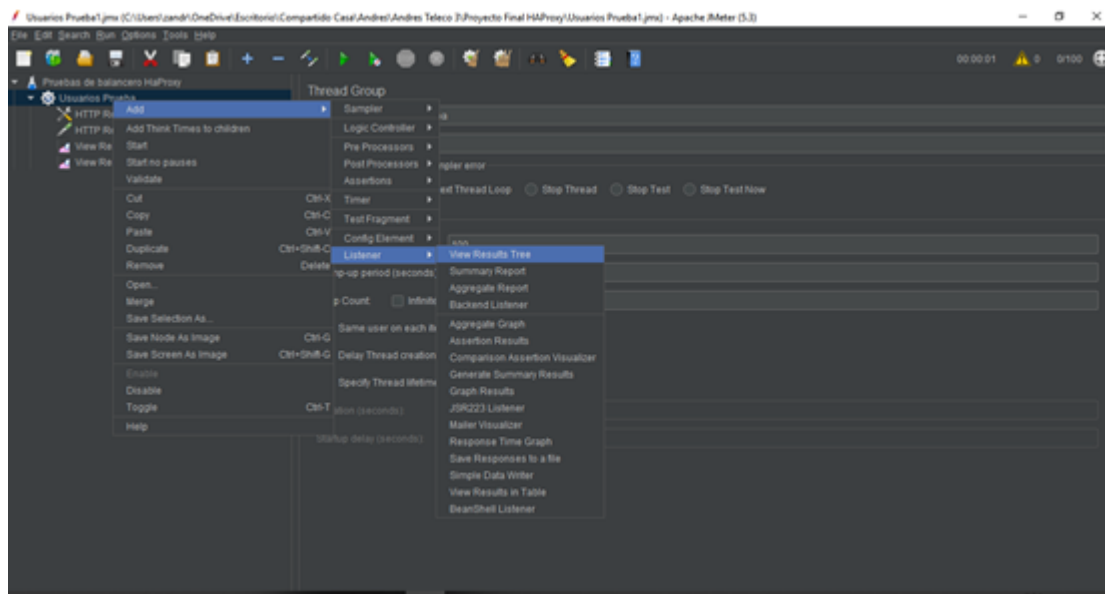 Usuarios Prueba1.jmx (C:\Users\zandr\OneDrive\Escritorio\Compartido Casa\Andres\Andres Teleco 3\Proyecto Final HAProxy\Usuarios Prueba1.jmx) - Apache JMeter (5.3)
File Edit Search Run Options Tools Help
00:00:01 0 0/100
Pruebas de balancero HaProxy
Usuarios Prueba
HTTP Re
HTTP Re
View Re
View Re
Add
Add Think Times to children
Start
Start no pauses
Validate
Cut Ctrl-X
Copy Ctrl-C
Paste Ctrl-V
Duplicate Ctrl+Shift-C
Remove Delete
Open...
Merge
Save Selection As...
Save Node As Image Ctrl-G
Save Screen As Image Ctrl+Shift-G
Enable
Disable
Toggle Ctrl-T
Help
Sampler
Logic Controller
Pre Processors
Post Processors
Assertions
Timer
Test Fragment
Config Element
Listener
View Results Tree
Summary Report
Aggregate Report
Backend Listener
Aggregate Graph
Assertion Results
Comparison Assertion Visualizer
Generate Summary Results
Graph Results
JSR223 Listener
Mailer Visualizer
Response Time Graph
Save Responses to a file
Simple Data Writer
View Results in Table
BeanShell Listener
Thread Group
mpler error
ext Thread Loop Stop Thread Stop Test Stop Test Now
mp-up period (seconds)
p Count: Infinite
Same user on each it
Delay Thread creation
Specify Thread lifetime
ation (seconds)
Startup delay (seconds)